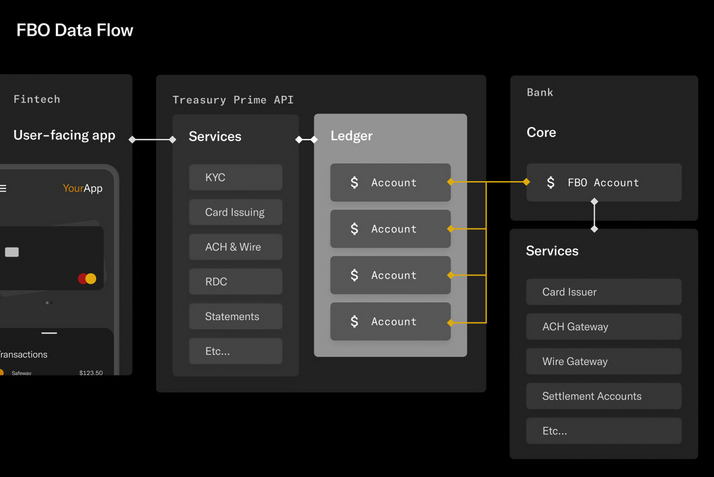 FBO Data Flow
Fintech
User-facing app
YourApp
Transactions
Safeway
$123.50
Treasury Prime API
Services
KYC
Card Issuing
ACH & Wire
RDC
Statements
Etc...
Ledger
$ Account
$ Account
$ Account
$ Account
Bank
Core
$ FBO Account
Services
Card Issuer
ACH Gateway
Wire Gateway
Settlement Accounts
Etc...